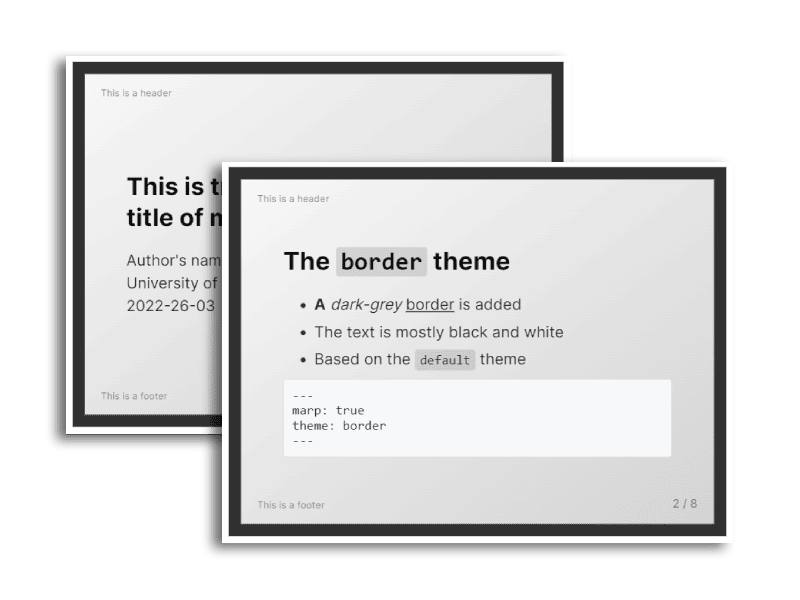 This is a header
This is t
title of m
Author's nam
University of
2022-26-03
This is a footer
This is a header
The border theme
• A dark-grey border is added
• The text is mostly black and white
• Based on the default theme
---
marp: true
theme: border
---
This is a footer
2 / 8